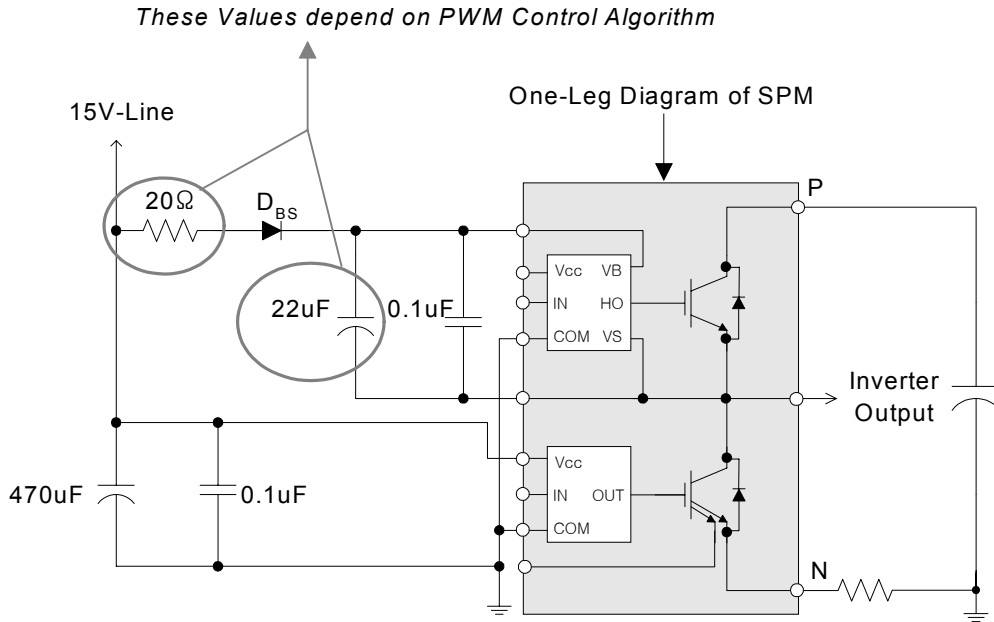 These Values depend on PWM Control Algorithm
One-Leg Diagram of SPM
15V-Line
P
20Ω
DBS
Vcc
VB
22uF
0.1uF
IN
HO
COM
VS
Inverter
Output
Vcc
470uF
0.1uF
IN
OUT
COM
N